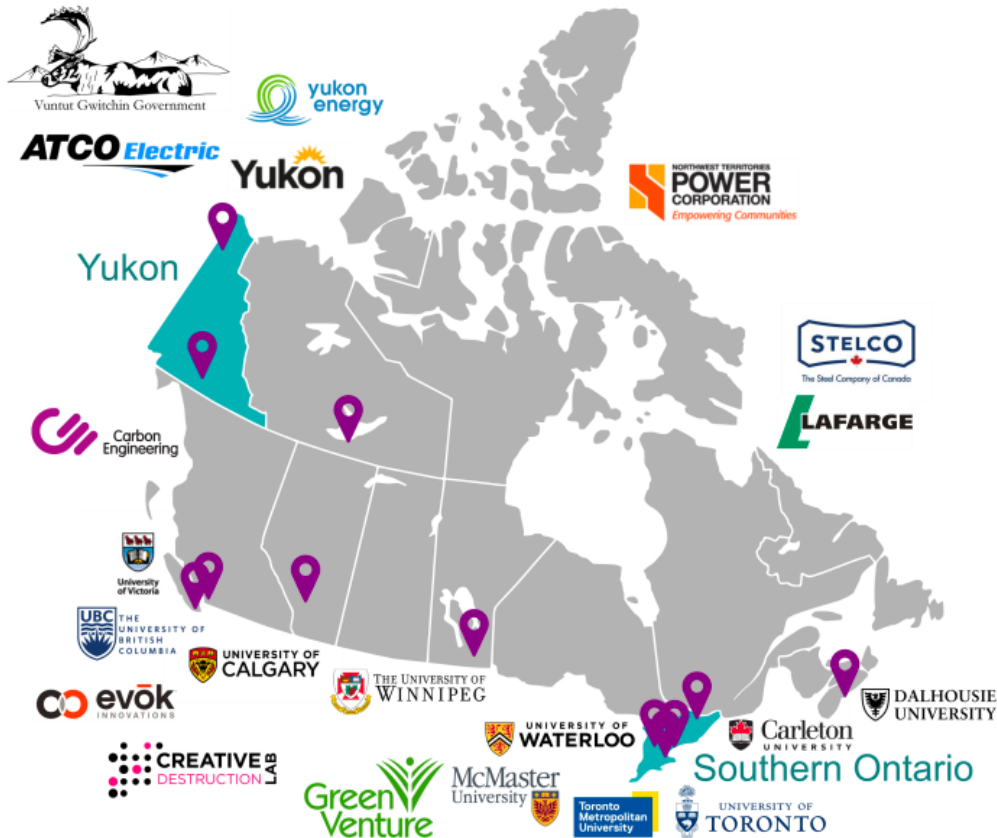 Vuntut Gwitchin Government
yukon
energy
ATCO Electric
Yukon
NORTHWEST TERRITORIES
POWER
CORPORATION
Empowering Communities
Yukon
STELCO
The Steel Company of Canada
LAFARGE
Carbon
Engineering
University
of Victoria
UBC
THE
UNIVERSITY OF
BRITISH
COLUMBIA
UNIVERSITY OF
CALGARY
THE UNIVERSITY OF
WINNIPEG
evōk
INNOVATIONS
UNIVERSITY OF
WATERLOO
Carleton
UNIVERSITY
DALHOUSIE
UNIVERSITY
CREATIVE
DESTRUCTION
LAB
Southern Ontario
Green
Venture
McMaster
University
Toronto
Metropolitan
University
UNIVERSITY OF
TORONTO